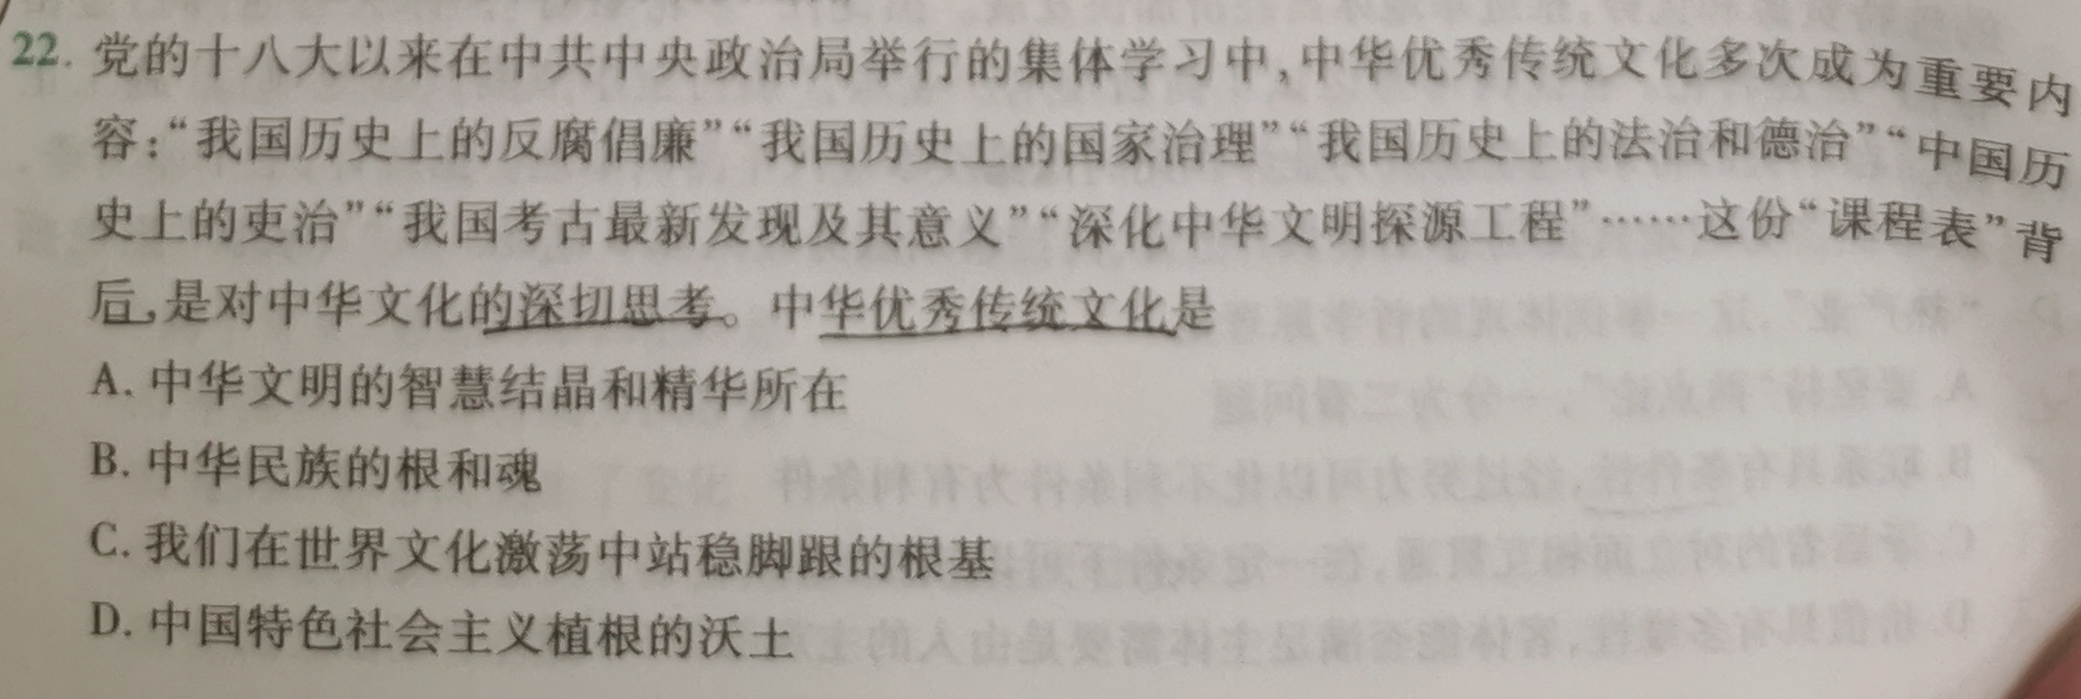 22. 党的十八大以来在中共中央政治局举行的集体学习中,中华优秀传统文化多次成为重要内
容:“我国历史上的反腐倡廉”“我国历史上的国家治理”“我国历史上的法治和德治”“中国历
史上的吏治”“我国考古最新发现及其意义”“深化中华文明探源工程”……这份“课程表”背
后,是对中华文化的深切思考。中华优秀传统文化是
A. 中华文明的智慧结晶和精华所在
B. 中华民族的根和魂
C. 我们在世界文化激荡中站稳脚跟的根基
D. 中国特色社会主义植根的沃土